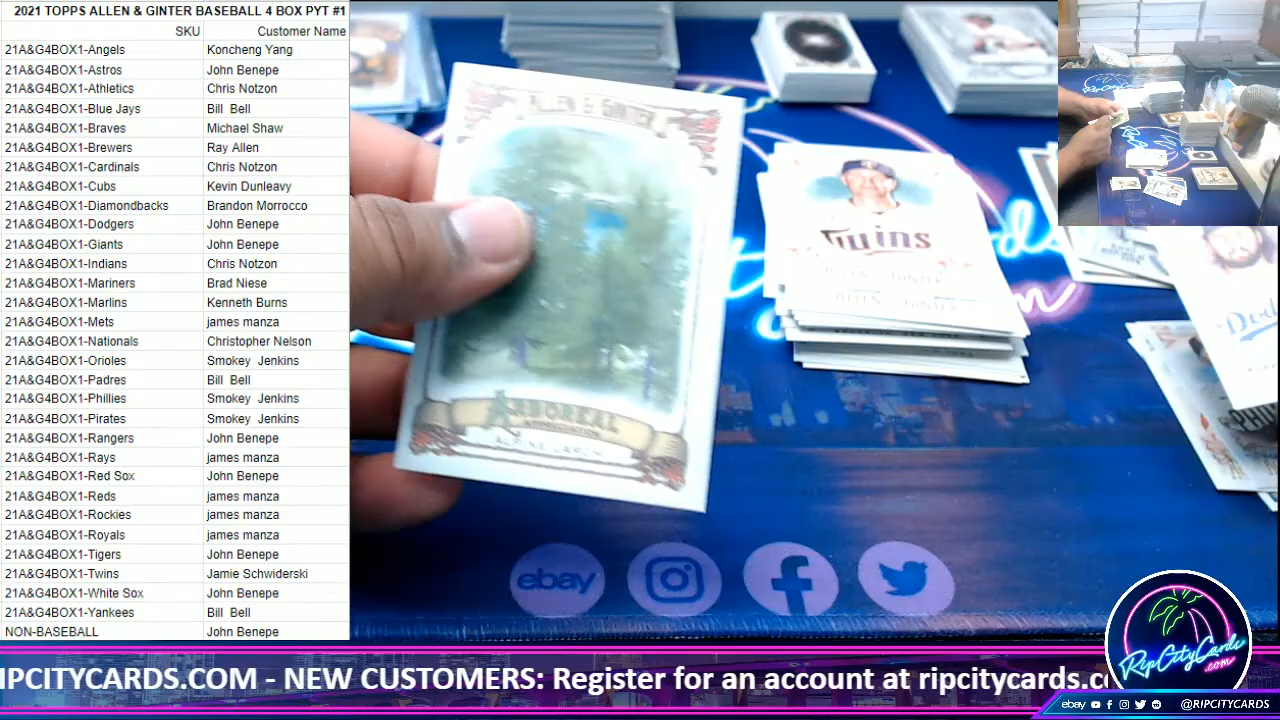 2021 TOPPS ALLEN & GINTER BASEBALL 4 BOX PYT #1
SKU Customer Name
21A&G4BOX1-Angels Koncheng Yang
21A&G4BOX1-Astros John Benepe
21A&G4BOX1-Athletics Chris Notzon
21A&G4BOX1-Blue Jays Bill Bell
21A&G4BOX1-Braves Michael Shaw
21A&G4BOX1-Brewers Ray Allen
21A&G4BOX1-Cardinals Chris Notzon
21A&G4BOX1-Cubs Kevin Dunleavy
21A&G4BOX1-Diamondbacks Brandon Morrocco
21A&G4BOX1-Dodgers John Benepe
21A&G4BOX1-Giants John Benepe
21A&G4BOX1-Indians Chris Notzon
21A&G4BOX1-Mariners Brad Niese
21A&G4BOX1-Marlins Kenneth Burns
21A&G4BOX1-Mets james manza
21A&G4BOX1-Nationals Christopher Nelson
21A&G4BOX1-Orioles Smokey Jenkins
21A&G4BOX1-Padres Bill Bell
21A&G4BOX1-Phillies Smokey Jenkins
21A&G4BOX1-Pirates Smokey Jenkins
21A&G4BOX1-Rangers John Benepe
21A&G4BOX1-Rays james manza
21A&G4BOX1-Red Sox John Benepe
21A&G4BOX1-Reds james manza
21A&G4BOX1-Rockies james manza
21A&G4BOX1-Royals james manza
21A&G4BOX1-Tigers John Benepe
21A&G4BOX1-Twins Jamie Schwiderski
21A&G4BOX1-White Sox John Benepe
21A&G4BOX1-Yankees Bill Bell
NON-BASEBALL John Benepe
ALLEN & GINTER
ARBOREAL
Twins
ebay
RipCityCards
.com
IPCITYCARDS.COM - NEW CUSTOMERS: Register for an account at ripcitycards.c
ebay @RIPCITYCARDS